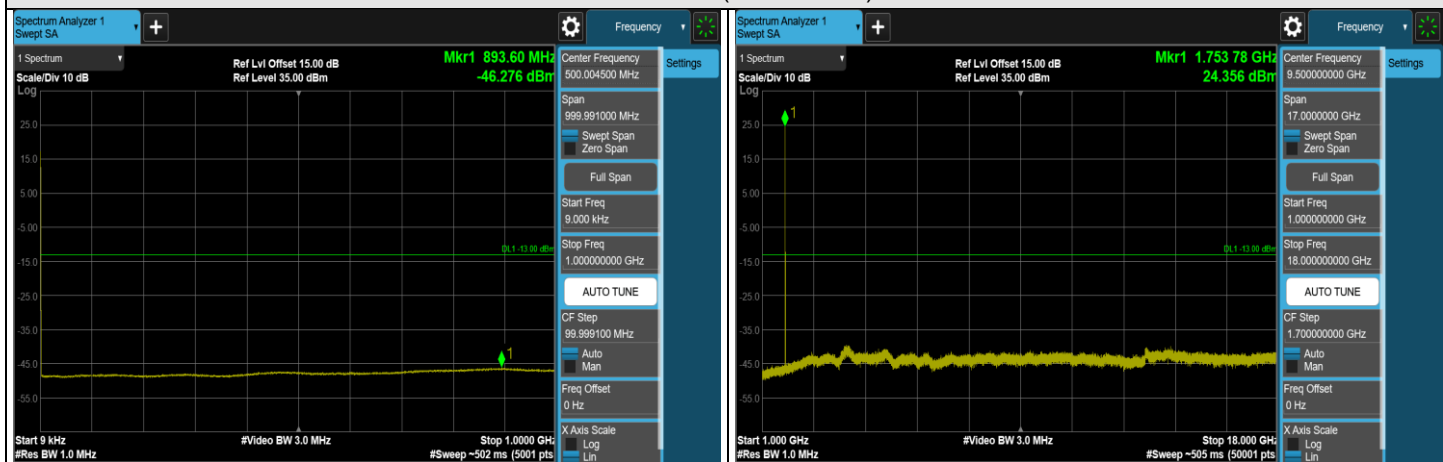 Spectrum Analyzer 1
Swept SA
+
Frequency
1 Spectrum
Scale/Div 10 dB
Log
Ref Lvl Offset 15.00 dB
Ref Level 35.00 dBm
Mkr1 893.60 MHz
-46.276 dBm
25.0
15.0
5.00
-5.00
-15.0
-25.0
-35.0
-45.0
-55.0
DL1 -13.00 dBm
1
Start 9 kHz
#Res BW 1.0 MHz
#Video BW 3.0 MHz
Stop 1.0000 GHz
#Sweep ~502 ms (5001 pts
Center Frequency
500.004500 MHz
Span
999.991000 MHz
Swept Span
Zero Span
Full Span
Start Freq
9.000 kHz
Stop Freq
1.000000000 GHz
AUTO TUNE
CF Step
99.999100 MHz
Auto
Man
Freq Offset
0 Hz
X Axis Scale
Log
Lin
Settings
Spectrum Analyzer 1
Swept SA
+
Frequency
1 Spectrum
Scale/Div 10 dB
Log
Ref Lvl Offset 15.00 dB
Ref Level 35.00 dBm
Mkr1 1.753 78 GHz
24.356 dBm
25.0
15.0
5.00
-5.00
-15.0
-25.0
-35.0
-45.0
-55.0
DL1 -13.00 dBm
1
Start 1.000 GHz
#Res BW 1.0 MHz
#Video BW 3.0 MHz
Stop 18.000 GHz
#Sweep ~505 ms (50001 pts
Center Frequency
9.500000000 GHz
Span
17.0000000 GHz
Swept Span
Zero Span
Full Span
Start Freq
1.000000000 GHz
Stop Freq
18.000000000 GHz
AUTO TUNE
CF Step
1.700000000 GHz
Auto
Man
Freq Offset
0 Hz
X Axis Scale
Log
Lin
Settings